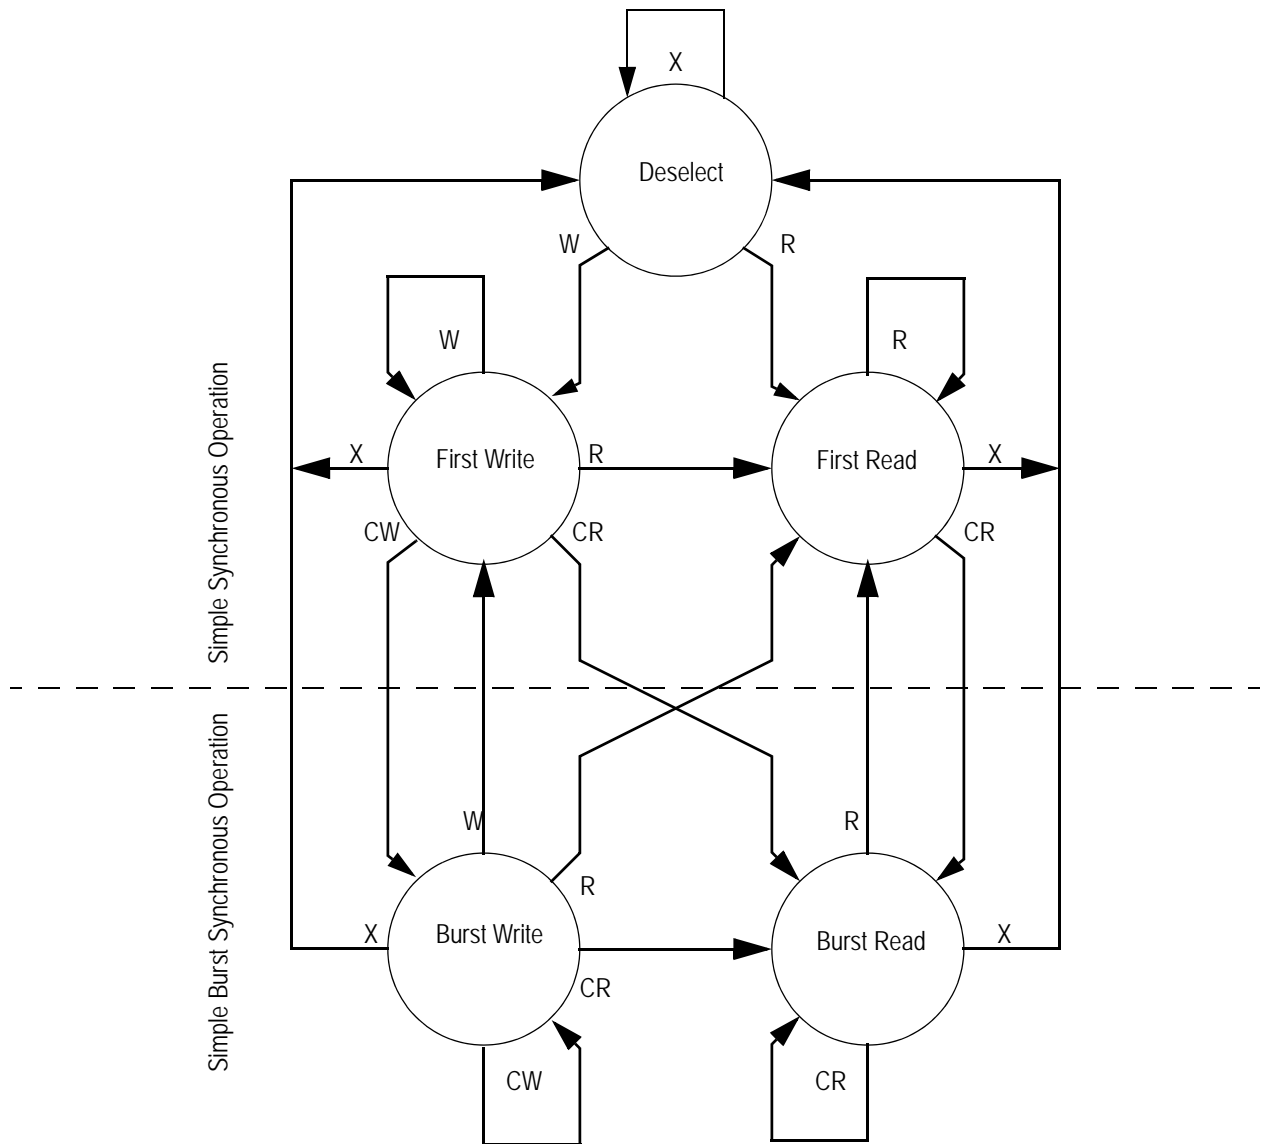 X
Deselect
W
R
W
R
Simple Synchronous Operation
X
First Write
R
First Read
X
CW
CR
CR
Simple Burst Synchronous Operation
W
R
R
X
Burst Write
Burst Read
X
CR
CW
CR